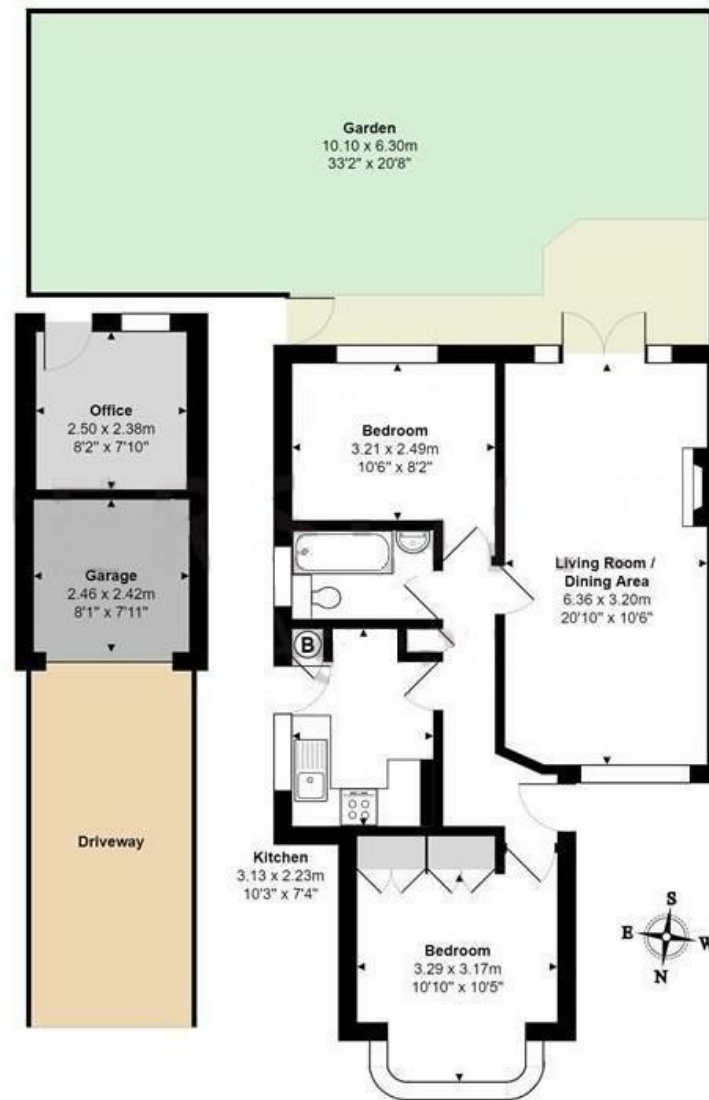 Garden
10.10 x 6.30m
33'2" x 20'8"
Office
2.50 x 2.38m
8'2" x 7'10"
Bedroom
3.21 x 2.49m
10'6" x 8'2"
Garage
2.46 x 2.42m
8'1" x 7'11"
Living Room /
Dining Area
6.36 x 3.20m
20'10" x 10'6"
B
Driveway
Kitchen
3.13 x 2.23m
10'3" x 7'4"
Bedroom
3.29 x 3.17m
10'10" x 10'5"
S
E
W
N